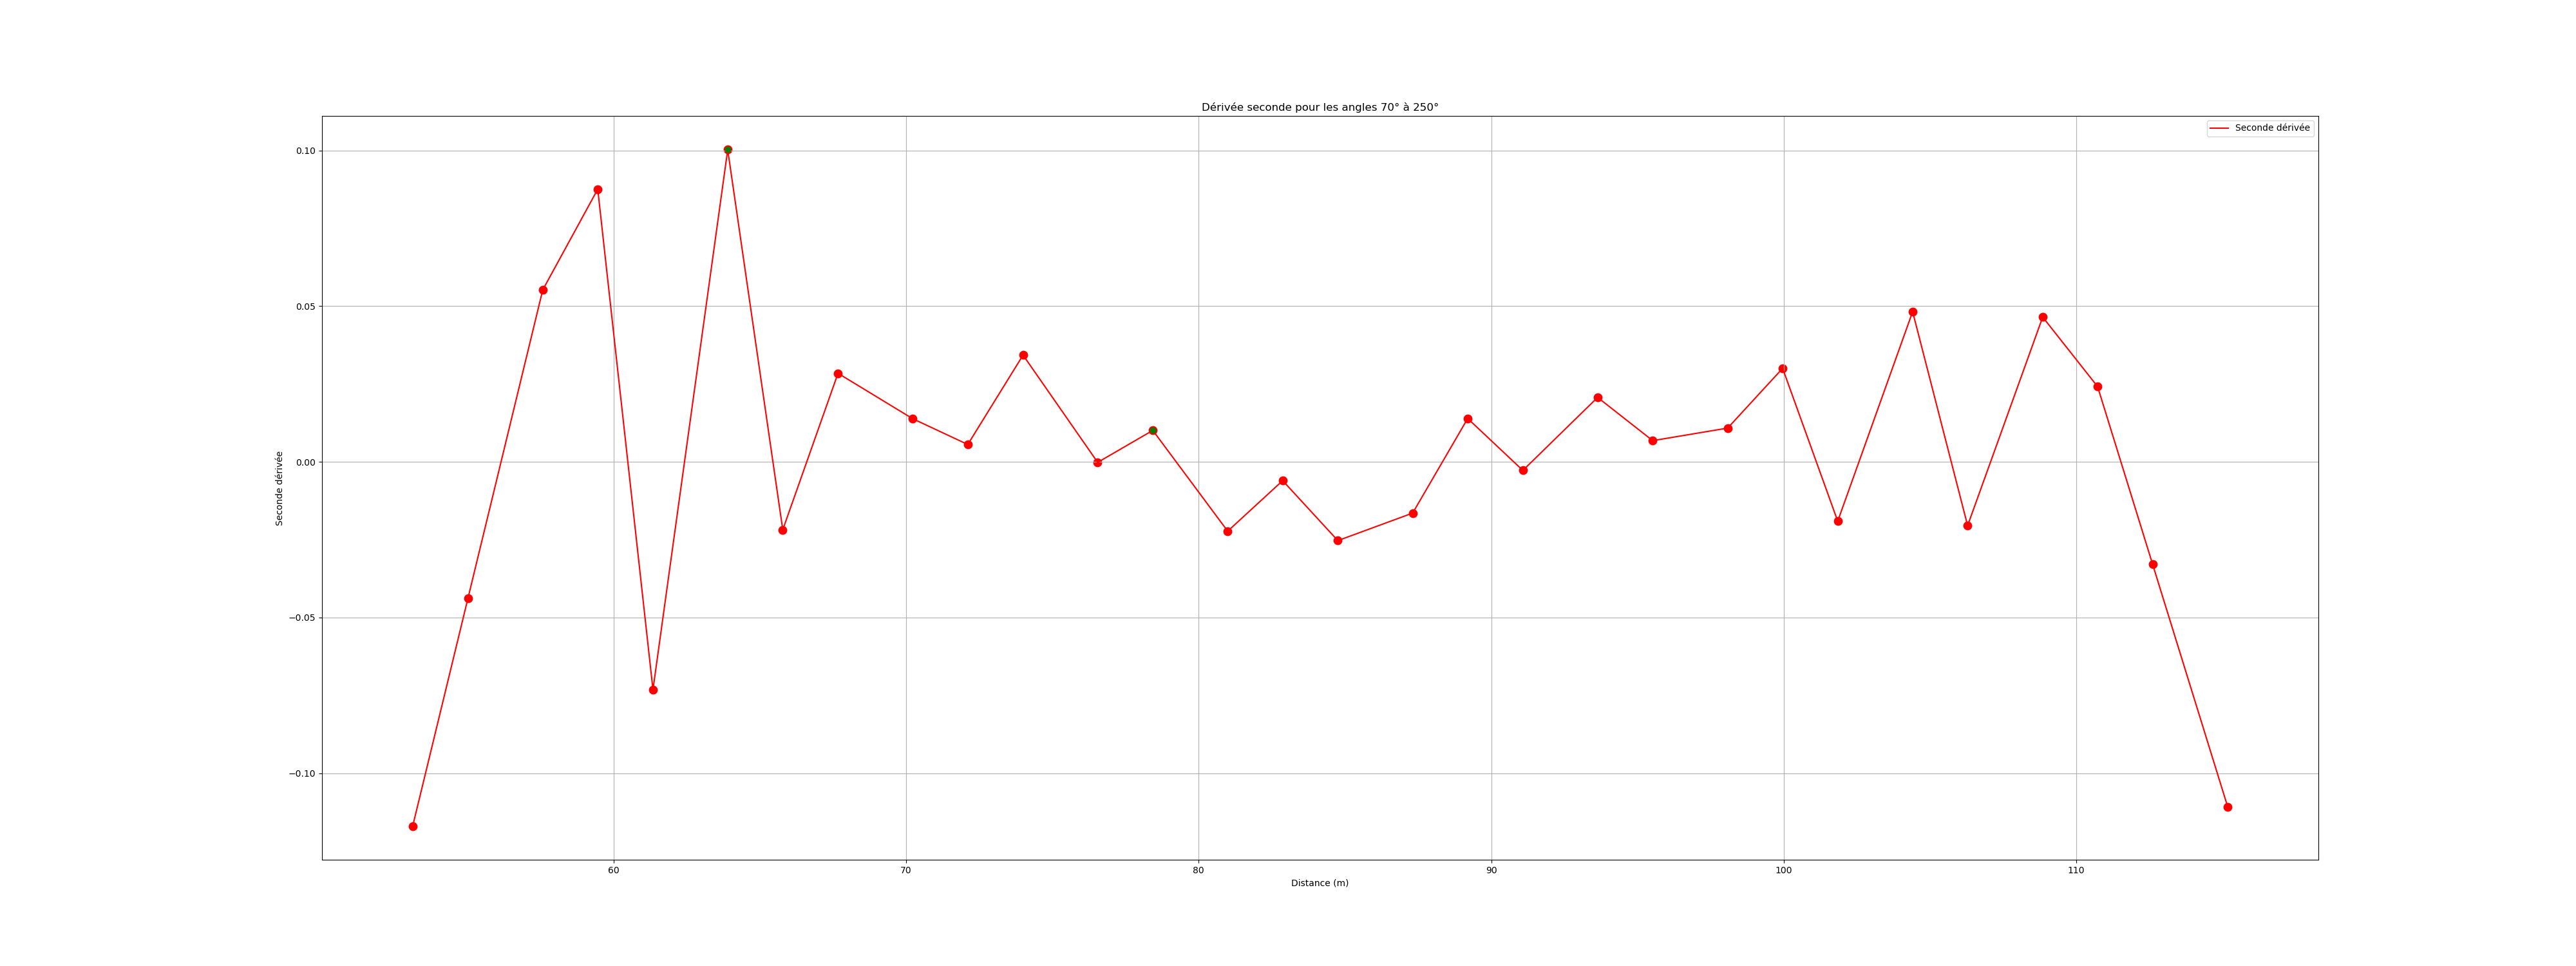 Dérivée seconde pour les angles 70° à 250°
Seconde dérivée
0.10
0.05
0.00
−0.05
−0.10
Seconde dérivée
60
70
80
90
100
110
Distance (m)